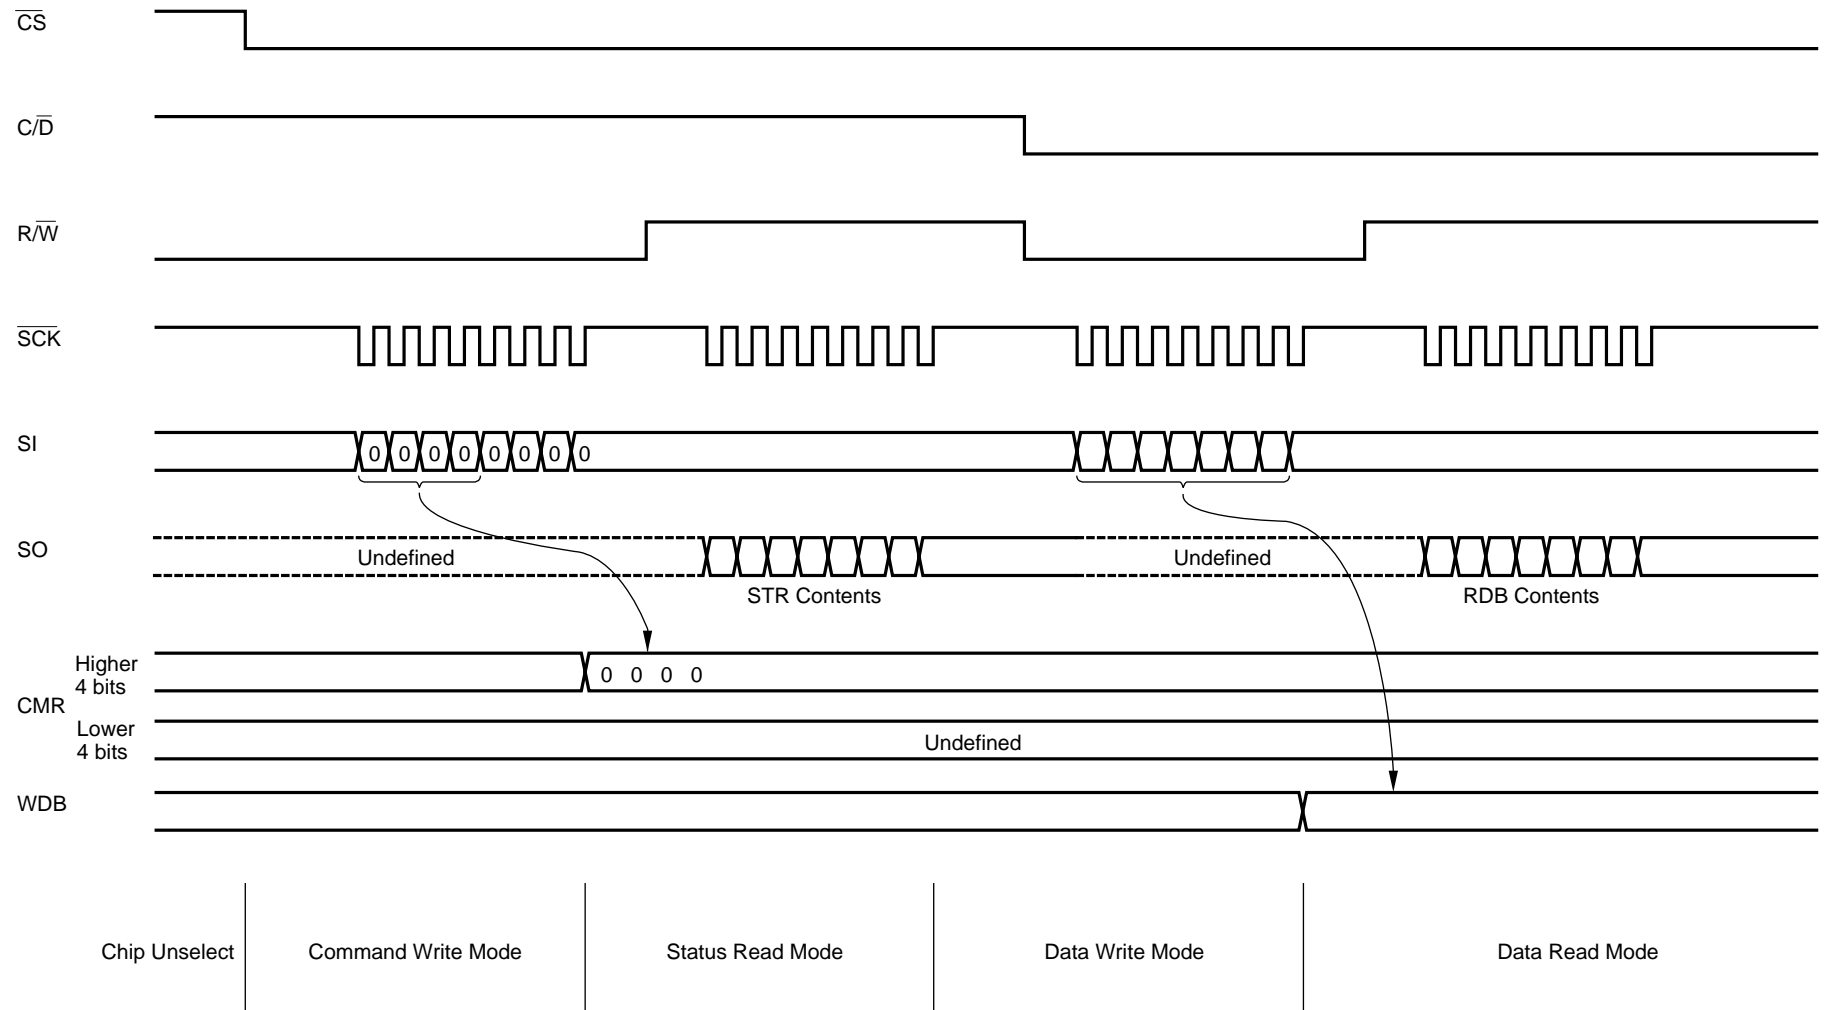 C̅S̅
C/D̅
R/W̅
S̅C̅K̅
SI
0 0 0 0 0 0 0 0
SO
Undefined
Undefined
STR Contents
RDB Contents
Higher
4 bits
0 0 0 0
CMR
Lower
4 bits
Undefined
WDB
Chip Unselect
Command Write Mode
Status Read Mode
Data Write Mode
Data Read Mode